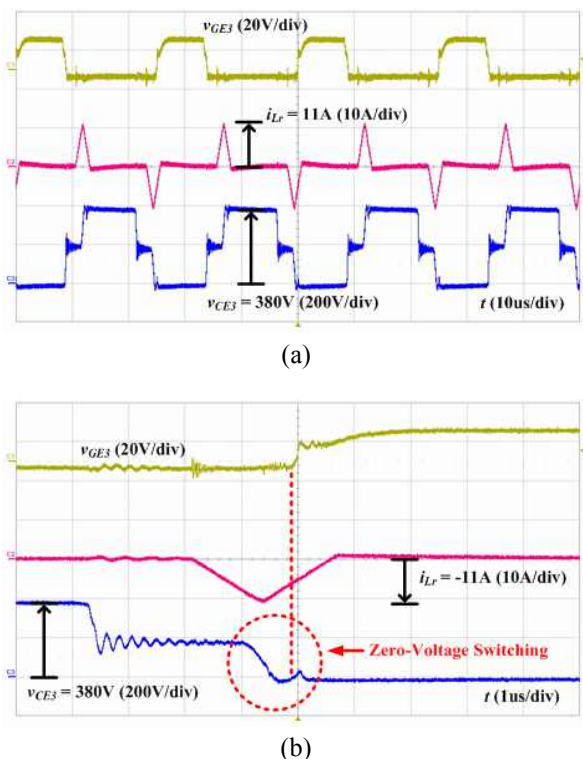 vGE3 (20V/div)
iLr = 11A (10A/div)
vCE3 = 380V (200V/div)
t (10us/div)
(a)
vGE3 (20V/div)
iLr = -11A (10A/div)
Zero-Voltage Switching
vCE3 = 380V (200V/div)
t (1us/div)
(b)